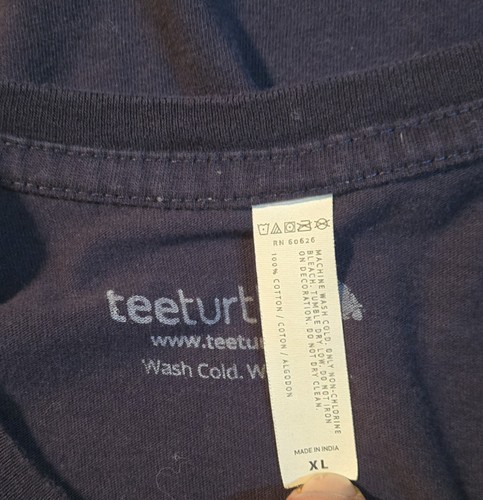 RN 60626
MACHINE WASH COLD. ONLY NON-CHLORINE
BLEACH. TUMBLE DRY LOW. DO NOT IRON
ON DECORATION. DO NOT DRY CLEAN.
100% COTTON / COTON / ALGODON
MADE IN INDIA
XL
teeturt
www.teetur
Wash Cold. W